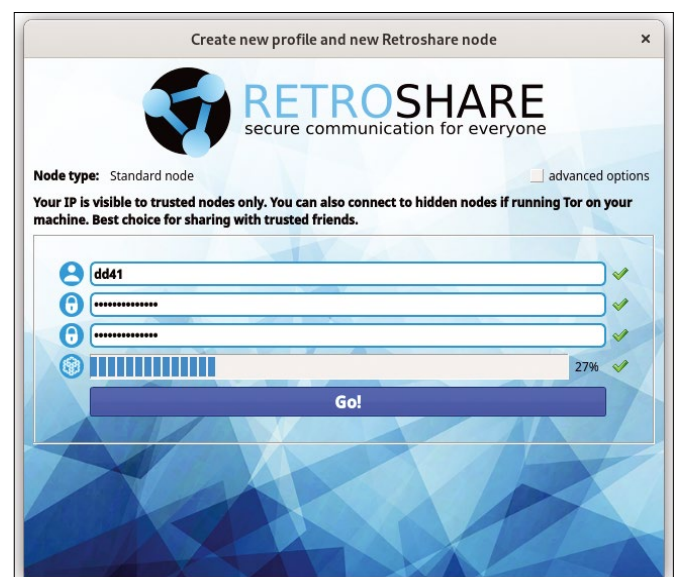 Create new profile and new Retroshare node
×
RETROSHARE
secure communication for everyone
Node type: Standard node
advanced options
Your IP is visible to trusted nodes only. You can also connect to hidden nodes if running Tor on your
machine. Best choice for sharing with trusted friends.
dd41
••••••••••••••
••••••••••••••
27%
Go!